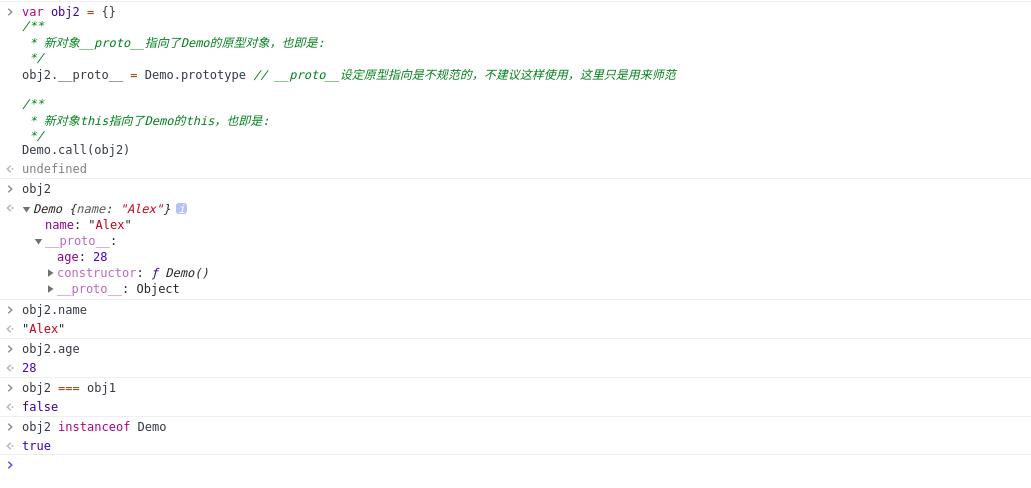 var obj2 = {}
/**
 * 新对象__proto__指向了Demo的原型对象，也即是:
 */
obj2.__proto__ = Demo.prototype // __proto__设定原型指向是不规范的，不建议这样使用，这里只是用来师范
/**
 * 新对象this指向了Demo的this，也即是:
 */
Demo.call(obj2)
undefined
obj2
Demo {name: "Alex"} i
name: "Alex"
__proto__:
age: 28
constructor: ƒ Demo()
__proto__: Object
obj2.name
"Alex"
obj2.age
28
obj2 === obj1
false
obj2 instanceof Demo
true